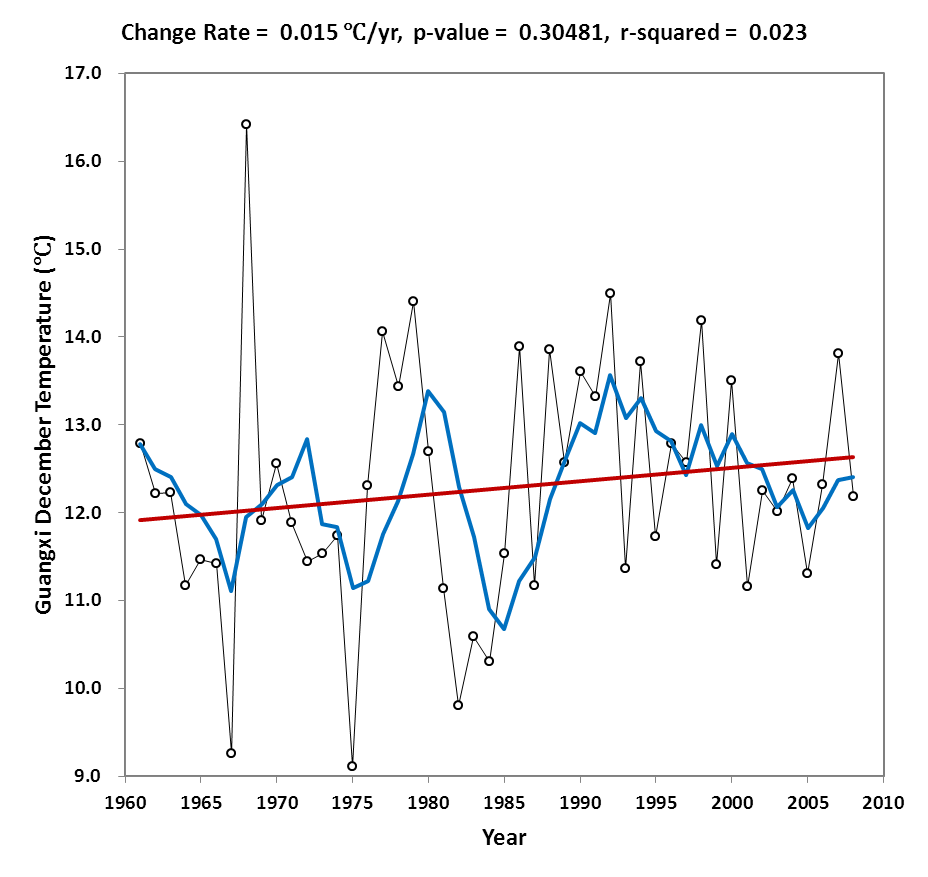 Change Rate = 0.015 ℃/yr, p-value = 0.30481, r-squared = 0.023
17.0
16.0
15.0
14.0
13.0
12.0
11.0
10.0
9.0
Guangxi December Temperature (℃)
1960 1965 1970 1975 1980 1985 1990 1995 2000 2005 2010
Year